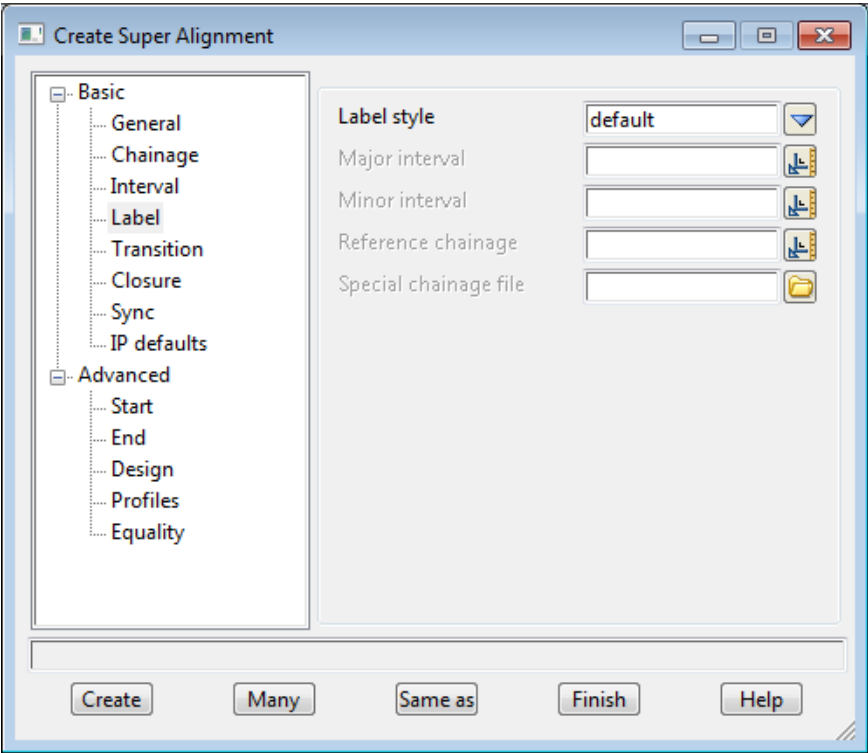 Create Super Alignment
Basic
General
Chainage
Interval
Label
Transition
Closure
Sync
IP defaults
Advanced
Start
End
Design
Profiles
Equality
Label style
default
Major interval
Minor interval
Reference chainage
Special chainage file
Create
Many
Same as
Finish
Help